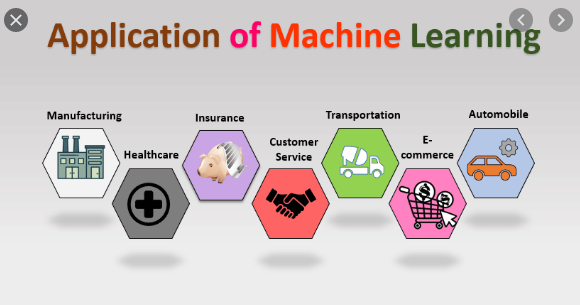 Application of Machine Learning
Manufacturing
Healthcare
Insurance
Customer
Service
Transportation
E-
commerce
Automobile